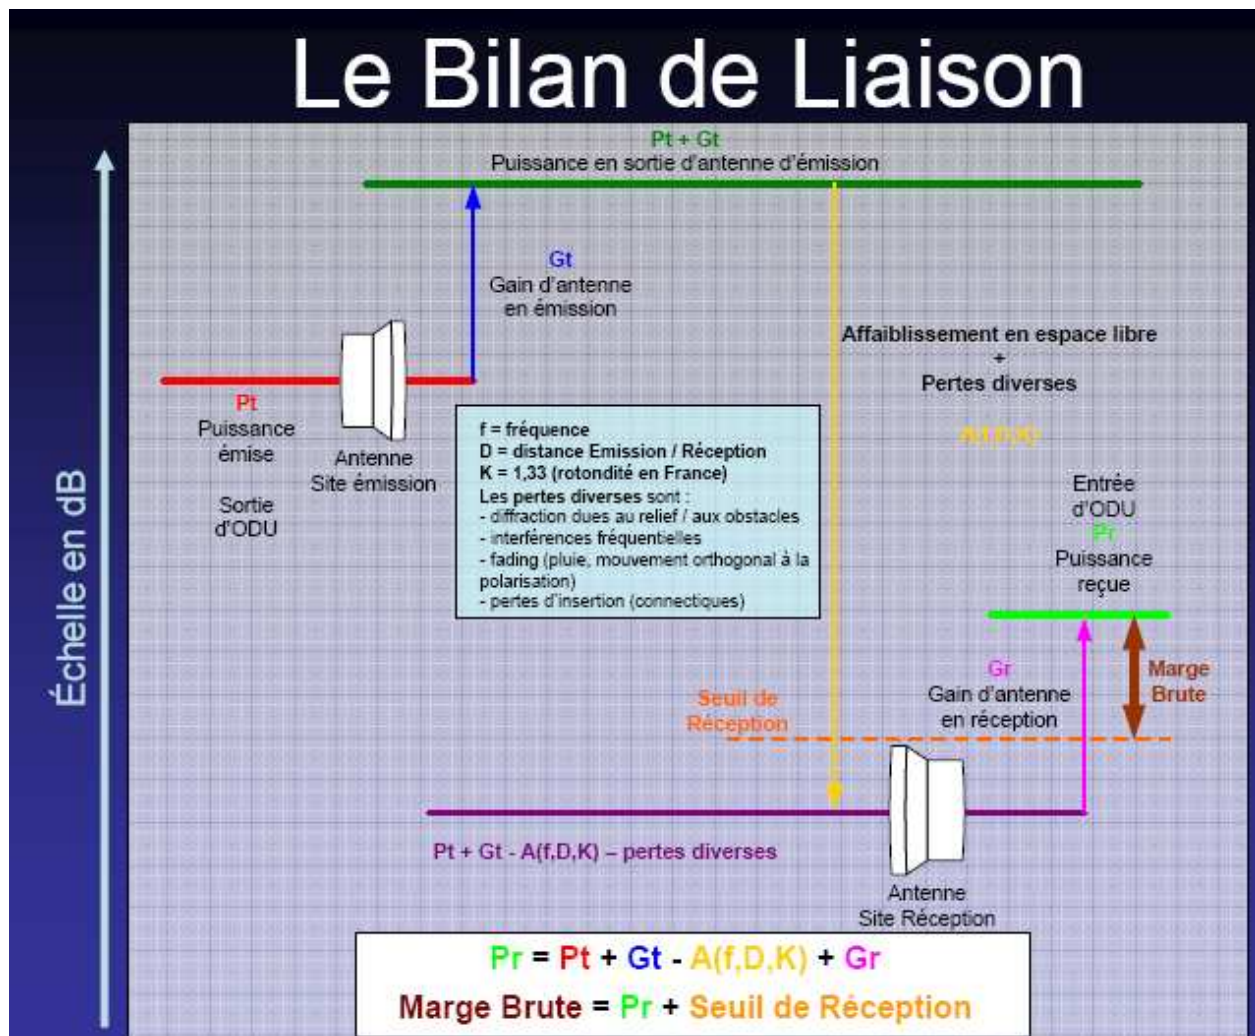 Le Bilan de Liaison
Échelle en dB
Pt + Gt
Puissance en sortie d'antenne d'émission
Gt
Gain d'antenne
en émission
Affaiblissement en espace libre
+
Pertes diverses
A(f,D,K)
Pt
Puissance
émise
Sortie
d'ODU
Antenne
Site émission
f = fréquence
D = distance Emission / Réception
K = 1,33 (rotondité en France)
Les pertes diverses sont :
- diffraction dues au relief / aux obstacles
- interférences fréquentielles
- fading (pluie, mouvement orthogonal à la
polarisation)
- pertes d'insertion (connectiques)
Entrée
d'ODU
Pr
Puissance
reçue
Gr
Gain d'antenne
en réception
Marge
Brute
Seuil de
Réception
Pt + Gt - A(f,D,K) – pertes diverses
Antenne
Site Réception
Pr = Pt + Gt - A(f,D,K) + Gr
Marge Brute = Pr + Seuil de Réception